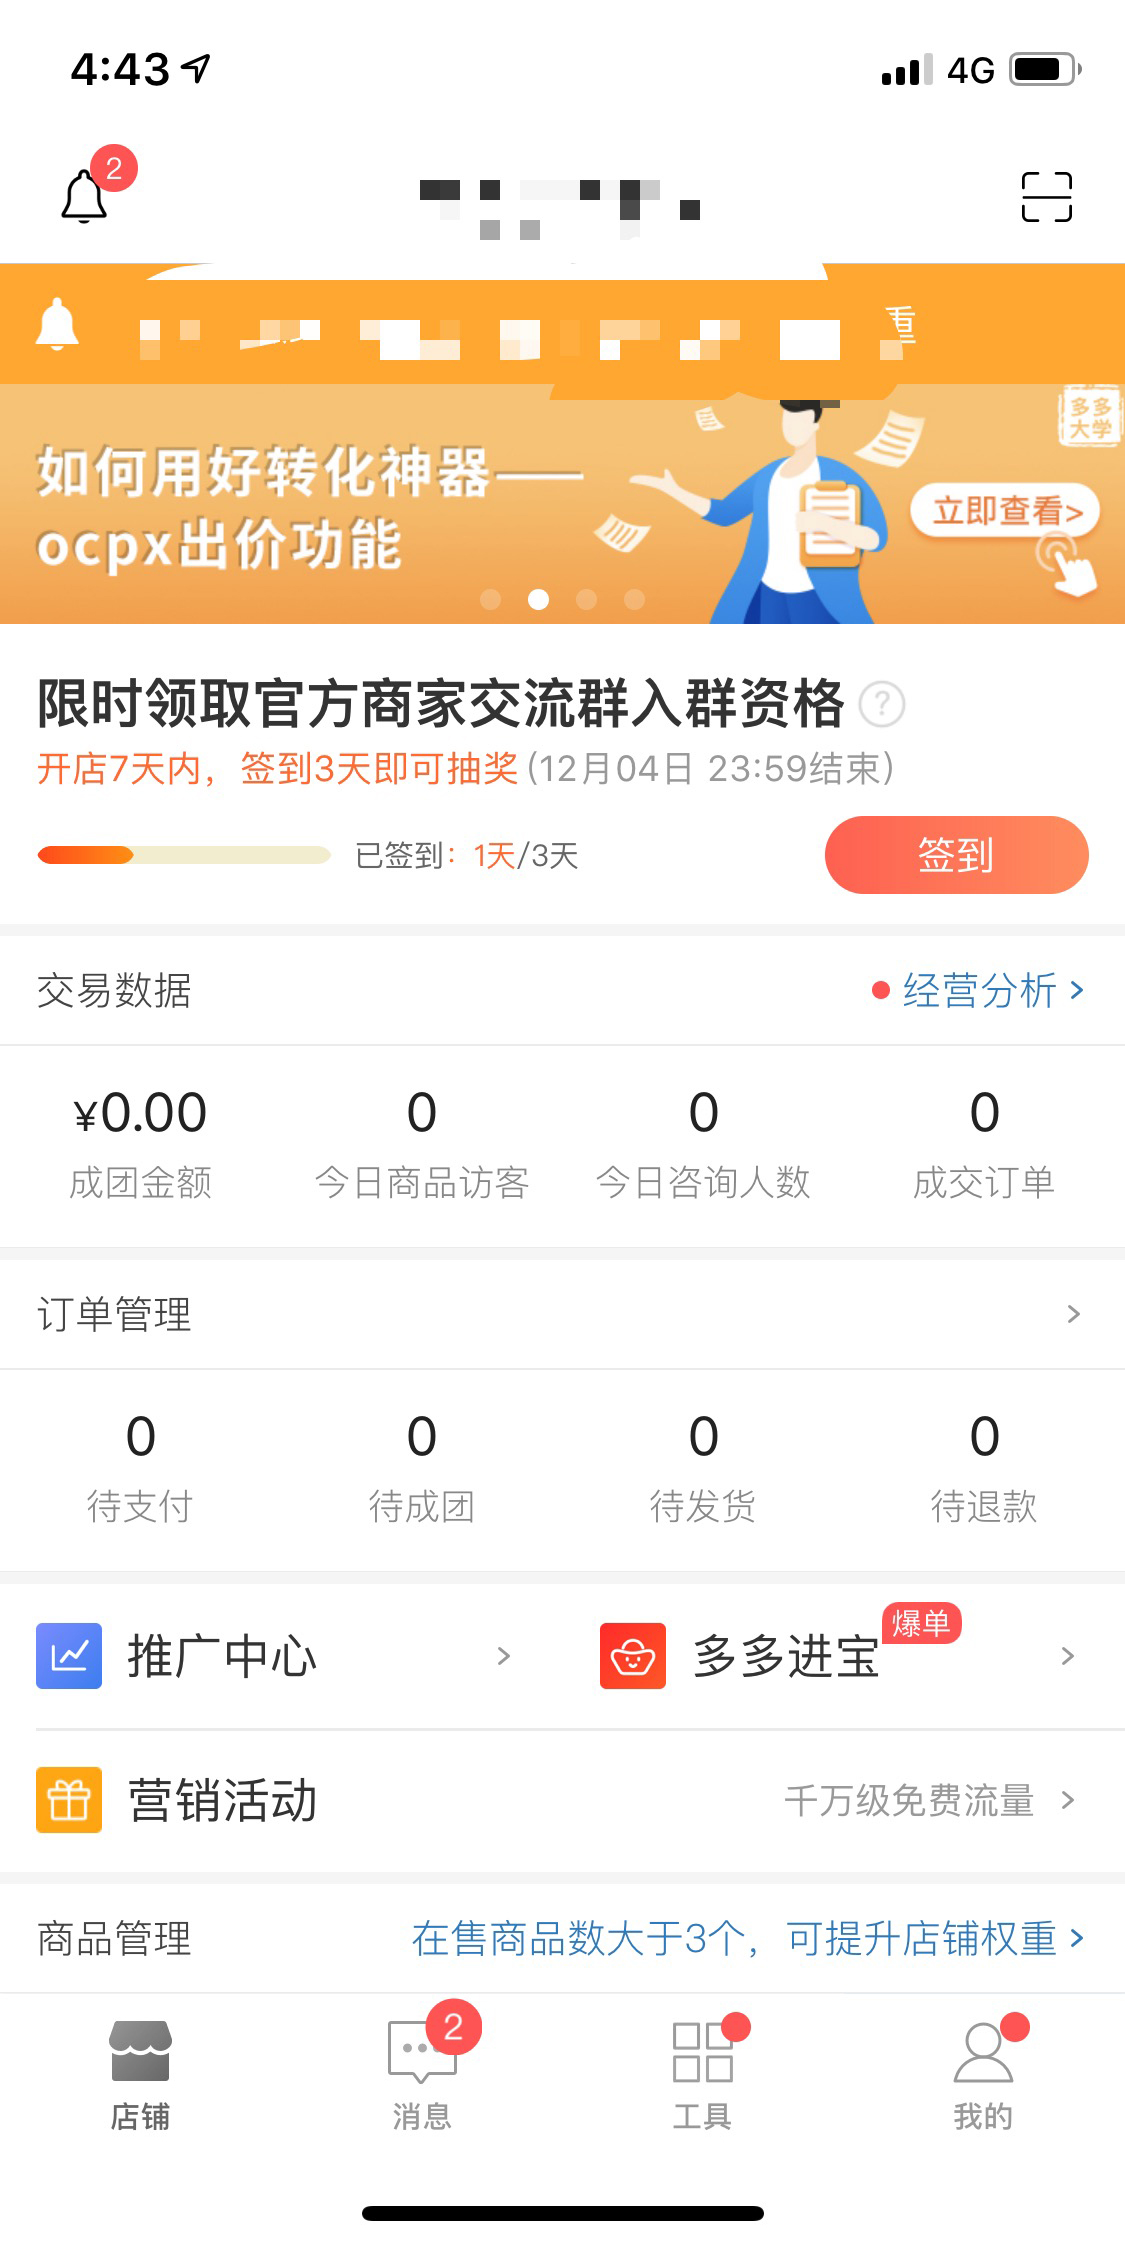 4:43
4G
2
重
多多
大学
如何用好转化神器——
ocpx出价功能
立即查看>
限时领取官方商家交流群入群资格 ?
开店7天内，签到3天即可抽奖(12月04日 23:59结束)
已签到：1天/3天
签到
交易数据
经营分析 >
¥0.00
0
0
0
成团金额
今日商品访客
今日咨询人数
成交订单
订单管理 >
0
0
0
0
待支付
待成团
待发货
待退款
推广中心 >
多多进宝 >
爆单
营销活动
千万级免费流量 >
商品管理
在售商品数大于3个，可提升店铺权重 >
2
店铺
消息
工具
我的